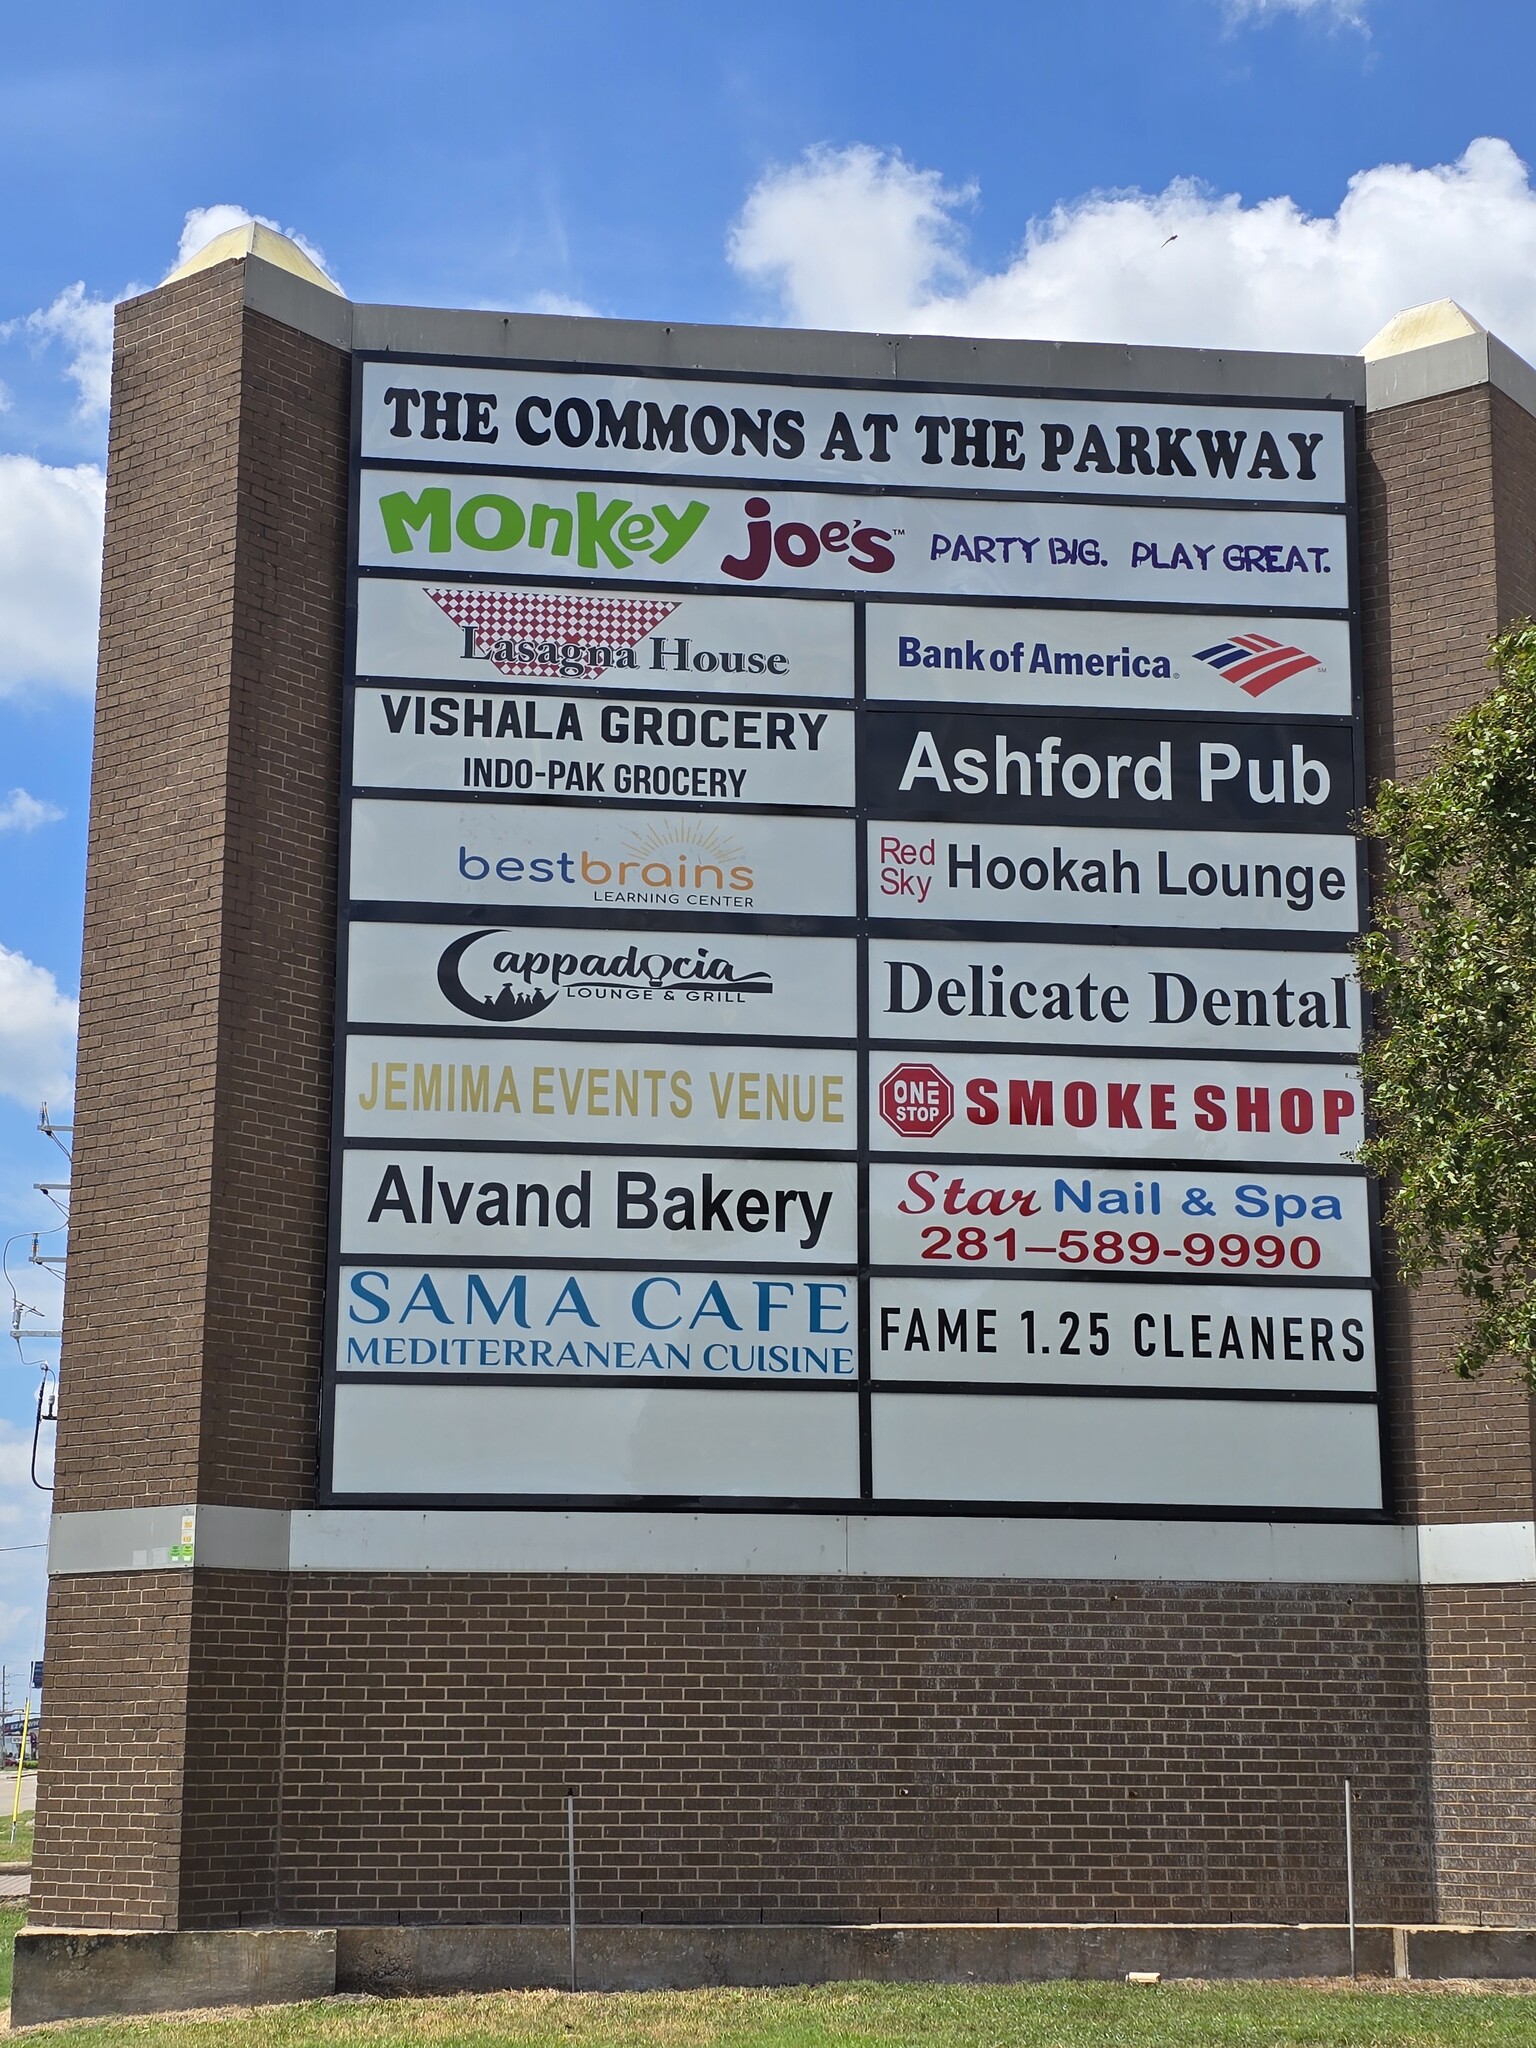 THE COMMONS AT THE PARKWAY
MONKEY JOE'S™ PARTY BIG. PLAY GREAT.
Lasagna House
Bank of America® SM
VISHALA GROCERY
INDO-PAK GROCERY
Ashford Pub
bestbrains
LEARNING CENTER
Red Sky Hookah Lounge
Cappadocia
LOUNGE & GRILL
Delicate Dental
JEMIMA EVENTS VENUE
ONE STOP SMOKE SHOP
Alvand Bakery
Star Nail & Spa
281-589-9990
SAMA CAFE
MEDITERRANEAN CUISINE
FAME 1.25 CLEANERS